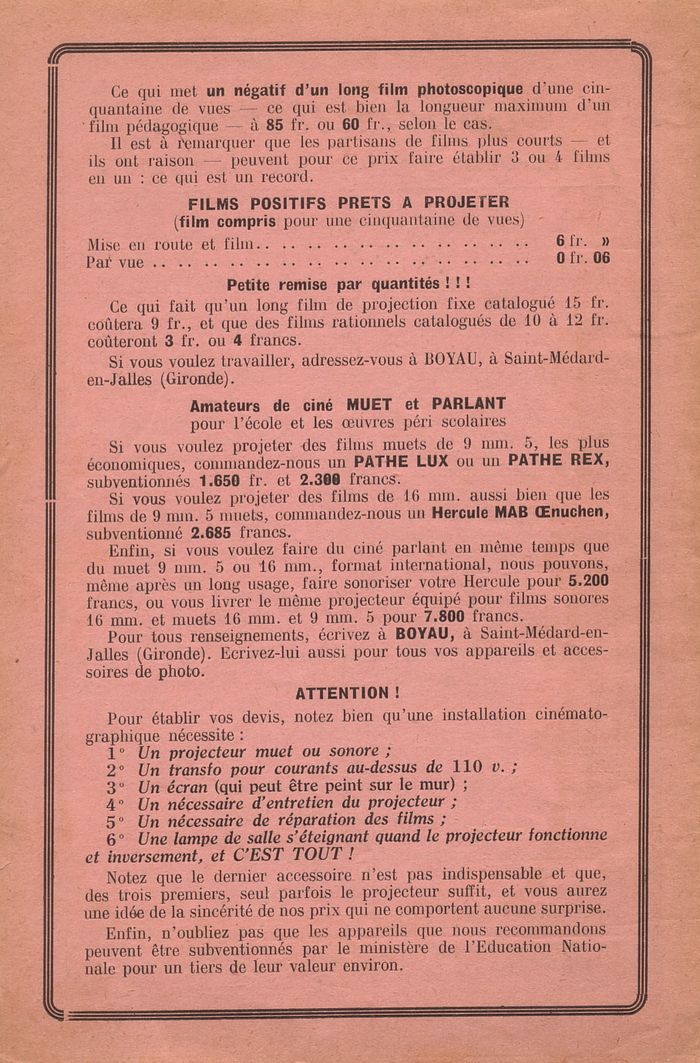 Ce qui met un négatif d'un long film photoscopique d'une cin-
quantaine de vues — ce qui est bien la longueur maximum d'un
film pédagogique — à 85 fr. ou 60 fr., selon le cas.
Il est à remarquer que les partisans de films plus courts — et
ils ont raison — peuvent pour ce prix faire établir 3 ou 4 films
en un : ce qui est un record.
FILMS POSITIFS PRETS A PROJETER
(film compris pour une cinquantaine de vues)
Mise en route et film.. .. .. .. .. .. .. .. .. .. .. 6 fr. »
Par vue .. .. .. .. .. .. .. .. .. .. .. .. .. .. .. 0 fr. 06
Petite remise par quantités ! ! !
Ce qui fait qu'un long film de projection fixe catalogué 15 fr.
coûtera 9 fr., et que des films rationnels catalogués de 10 à 12 fr.
coûteront 3 fr. ou 4 francs.
Si vous voulez travailler, adressez-vous à BOYAU, à Saint-Médard-
en-Jalles (Gironde).
Amateurs de ciné MUET et PARLANT
pour l'école et les œuvres péri scolaires
Si vous voulez projeter des films muets de 9 mm. 5, les plus
économiques, commandez-nous un PATHE LUX ou un PATHE REX,
subventionnés 1.650 fr. et 2.300 francs.
Si vous voulez projeter des films de 16 mm. aussi bien que les
films de 9 mm. 5 muets, commandez-nous un Hercule MAB Œnuchen,
subventionné 2.685 francs.
Enfin, si vous voulez faire du ciné parlant en même temps que
du muet 9 mm. 5 ou 16 mm., format international, nous pouvons,
même après un long usage, faire sonoriser votre Hercule pour 5.200
francs, ou vous livrer le même projecteur équipé pour films sonores
16 mm. et muets 16 mm. et 9 mm. 5 pour 7.800 francs.
Pour tous renseignements, écrivez à BOYAU, à Saint-Médard-en-
Jalles (Gironde). Ecrivez-lui aussi pour tous vos appareils et acces-
soires de photo.
ATTENTION !
Pour établir vos devis, notez bien qu'une installation cinémato-
graphique nécessite :
1° Un projecteur muet ou sonore ;
2° Un transfo pour courants au-dessus de 110 v. ;
3° Un écran (qui peut être peint sur le mur) ;
4° Un nécessaire d'entretien du projecteur ;
5° Un nécessaire de réparation des films ;
6° Une lampe de salle s'éteignant quand le projecteur fonctionne
et inversement, et C'EST TOUT !
Notez que le dernier accessoire n'est pas indispensable et que,
des trois premiers, seul parfois le projecteur suffit, et vous aurez
une idée de la sincérité de nos prix qui ne comportent aucune surprise.
Enfin, n'oubliez pas que les appareils que nous recommandons
peuvent être subventionnés par le ministère de l'Education Natio-
nale pour un tiers de leur valeur environ.